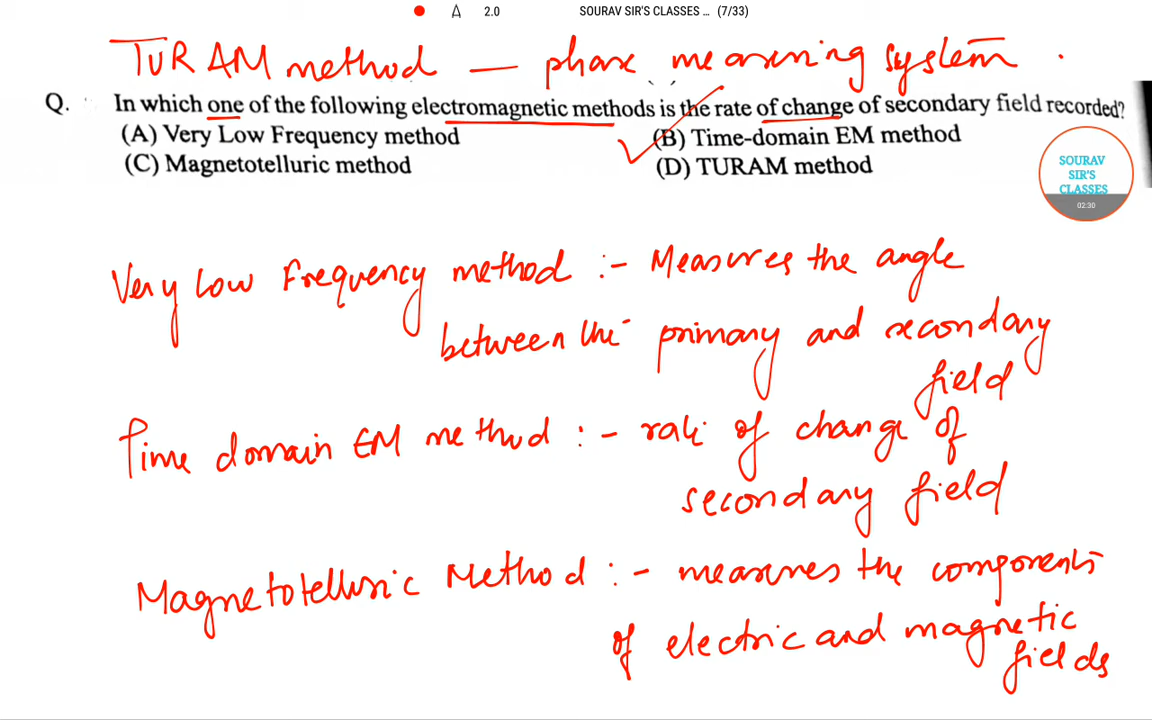 2.0 SOURAV SIR'S CLASSES ... (7/33)
TURAM method — phase measuring system.
Q. In which one of the following electromagnetic methods is the rate of change of secondary field recorded?
(A) Very Low Frequency method (B) Time-domain EM method
(C) Magnetotelluric method (D) TURAM method
SOURAV
SIR'S
CLASSES
02:30
Very Low Frequency method :- Measures the angle
between the primary and secondary
field
Time domain EM method :- rate of change of
secondary field
Magnetotelluric Method :- measures the components
of electric and magnetic
fields